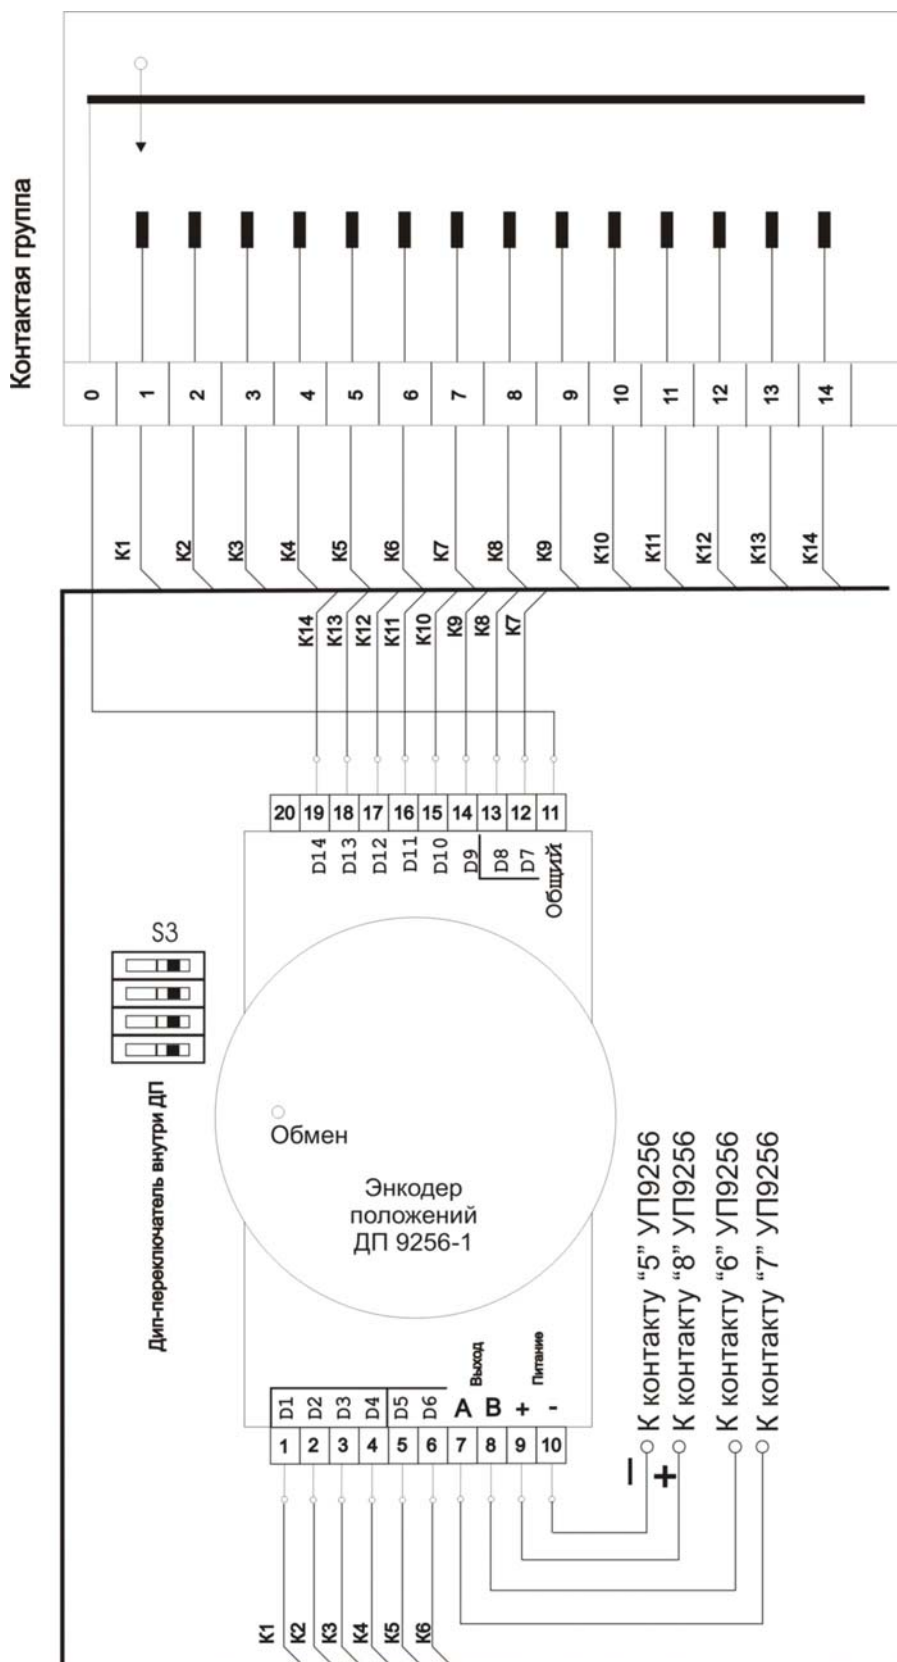 Контактая группа
0 1 2 3 4 5 6 7 8 9 10 11 12 13 14
K1 K2 K3 K4 K5 K6 K7 K8 K9 K10 K11 K12 K13 K14
K14 K13 K12 K11 K10 K9 K8 K7
20 19 18 17 16 15 14 13 12 11
D14 D13 D12 D11 D10 D9 D8 D7 Общий
S3
Дип-переключатель внутри ДП
Обмен
Энкодер
положений
ДП 9256-1
Выход
Питание
D1 D2 D3 D4 D5 D6 A B + -
1 2 3 4 5 6 7 8 9 10
− К контакту “5” УП9256
+ К контакту “8” УП9256
К контакту “6” УП9256
К контакту “7” УП9256
K1 K2 K3 K4 K5 K6